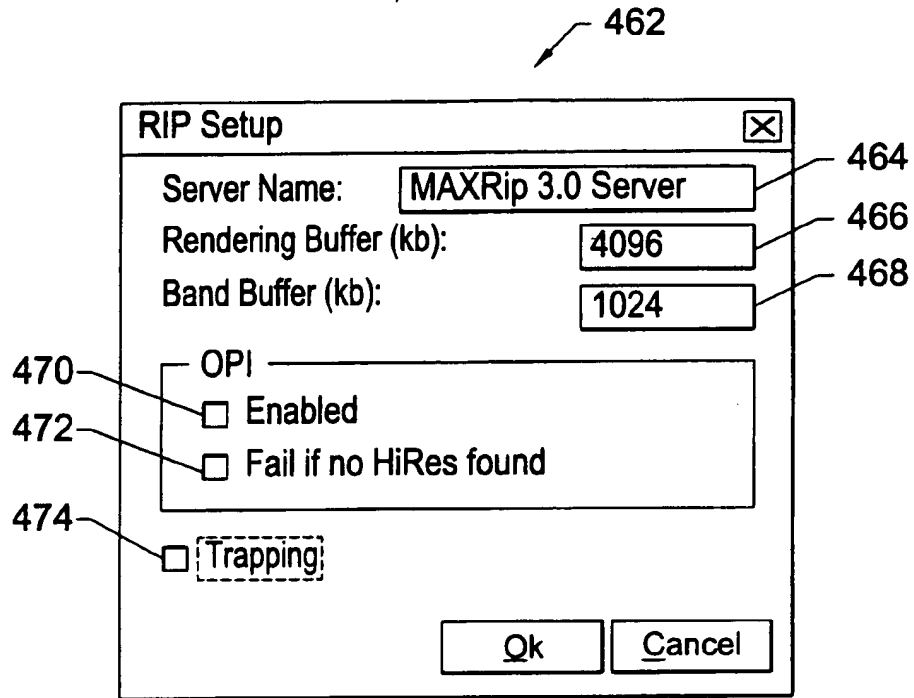 462
RIP Setup
Server Name: MAXRip 3.0 Server 464
Rendering Buffer (kb): 4096 466
Band Buffer (kb): 1024 468
OPI
470 Enabled
472 Fail if no HiRes found
474 Trapping
Ok Cancel